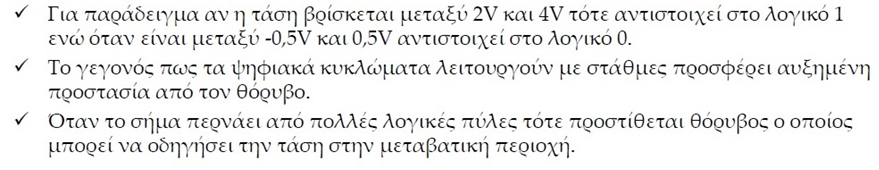 ✓ Για παράδειγμα αν η τάση βρίσκεται μεταξύ 2V και 4V τότε αντιστοιχεί στο λογικό 1
ενώ όταν είναι μεταξύ -0,5V και 0,5V αντιστοιχεί στο λογικό 0.
✓ Το γεγονός πως τα ψηφιακά κυκλώματα λειτουργούν με στάθμες προσφέρει αυξημένη
προστασία από τον θόρυβο.
✓ Όταν το σήμα περνάει από πολλές λογικές πύλες τότε προστίθεται θόρυβος ο οποίος
μπορεί να οδηγήσει την τάση στην μεταβατική περιοχή.